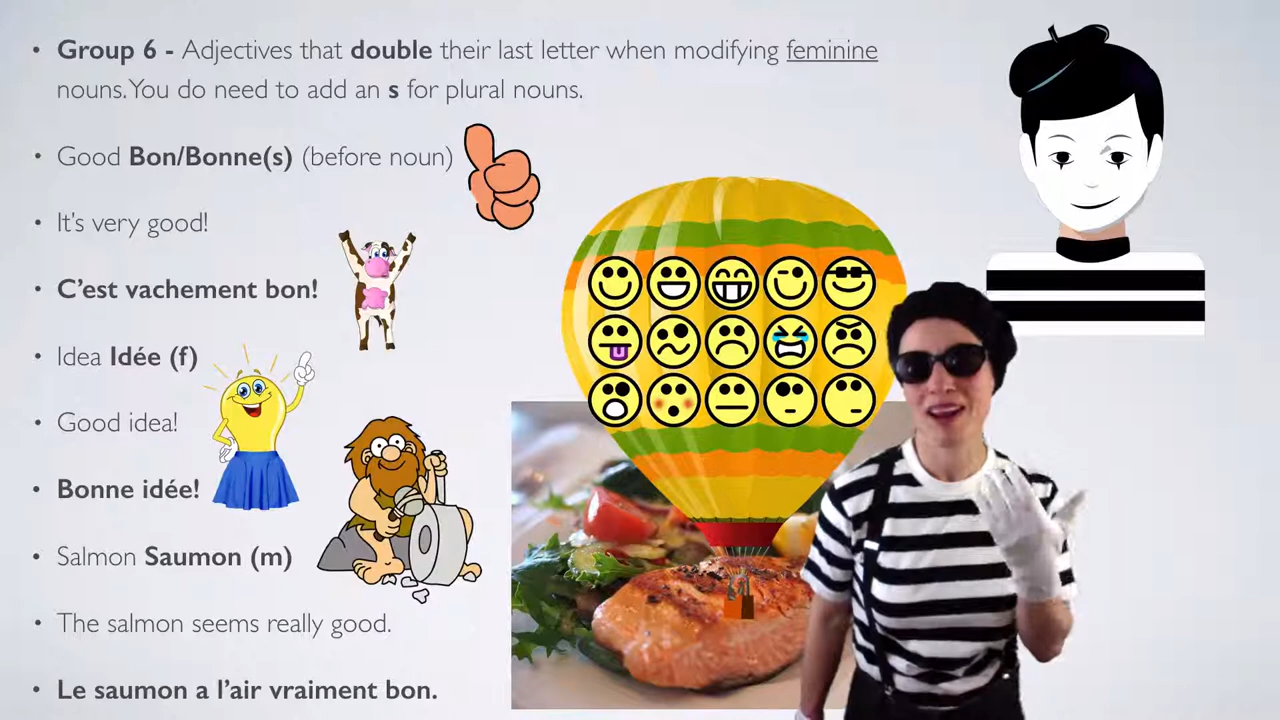 • Group 6 - Adjectives that double their last letter when modifying feminine
nouns. You do need to add an s for plural nouns.
• Good Bon/Bonne(s) (before noun)
• It's very good!
• C'est vachement bon!
• Idea Idée (f)
• Good idea!
• Bonne idée!
• Salmon Saumon (m)
• The salmon seems really good.
• Le saumon a l'air vraiment bon.